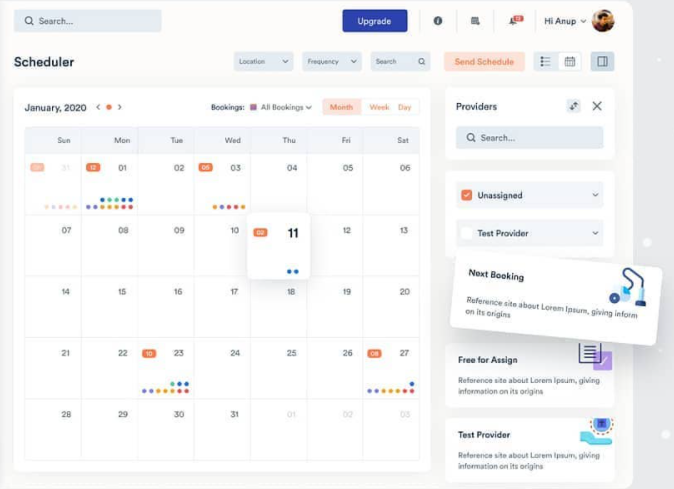 Search...
Upgrade
Hi Anup
Scheduler
Location
Frequency
Search
Send Schedule
January, 2020
Bookings:
All Bookings
Month
Week
Day
Sun Mon Tue Wed Thu Fri Sat
31 12 01 02 05 03 04 05 06
07 08 09 10 02 11 12 13
14 15 16 17 18 19 20
21 22 10 23 24 25 26 08 27
28 29 30 31 01 02 03
Providers
Search...
Unassigned
Test Provider
Next Booking
Reference site about Lorem Ipsum, giving inform
on its origins
Free for Assign
Reference site about Lorem Ipsum, giving
information on its origins
Test Provider
Reference site about Lorem Ipsum, giving
information on its origins